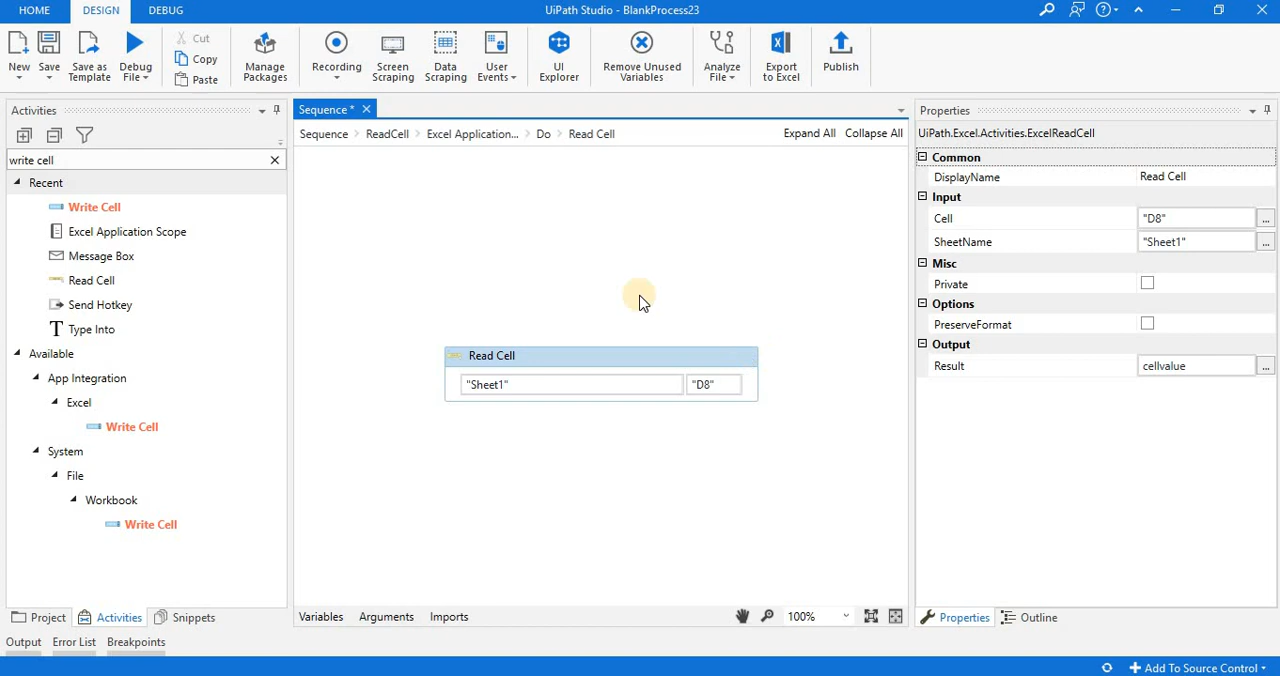 HOME DESIGN DEBUG UiPath Studio - BlankProcess23
New Save Save as Template Debug File Cut Copy Paste Manage Packages Recording Screen Scraping Data Scraping User Events UI Explorer Remove Unused Variables Analyze File Export to Excel Publish
Activities
write cell
Recent
Write Cell
Excel Application Scope
Message Box
Read Cell
Send Hotkey
Type Into
Available
App Integration
Excel
Write Cell
System
File
Workbook
Write Cell
Project Activities Snippets
Sequence *
Sequence ReadCell Excel Application... Do Read Cell Expand All Collapse All
Read Cell
"Sheet1" "D8"
Variables Arguments Imports 100%
Properties
UiPath.Excel.Activities.ExcelReadCell
Common
DisplayName Read Cell
Input
Cell "D8" ...
SheetName "Sheet1" ...
Misc
Private
Options
PreserveFormat
Output
Result cellvalue ...
Properties Outline
Output Error List Breakpoints
Add To Source Control